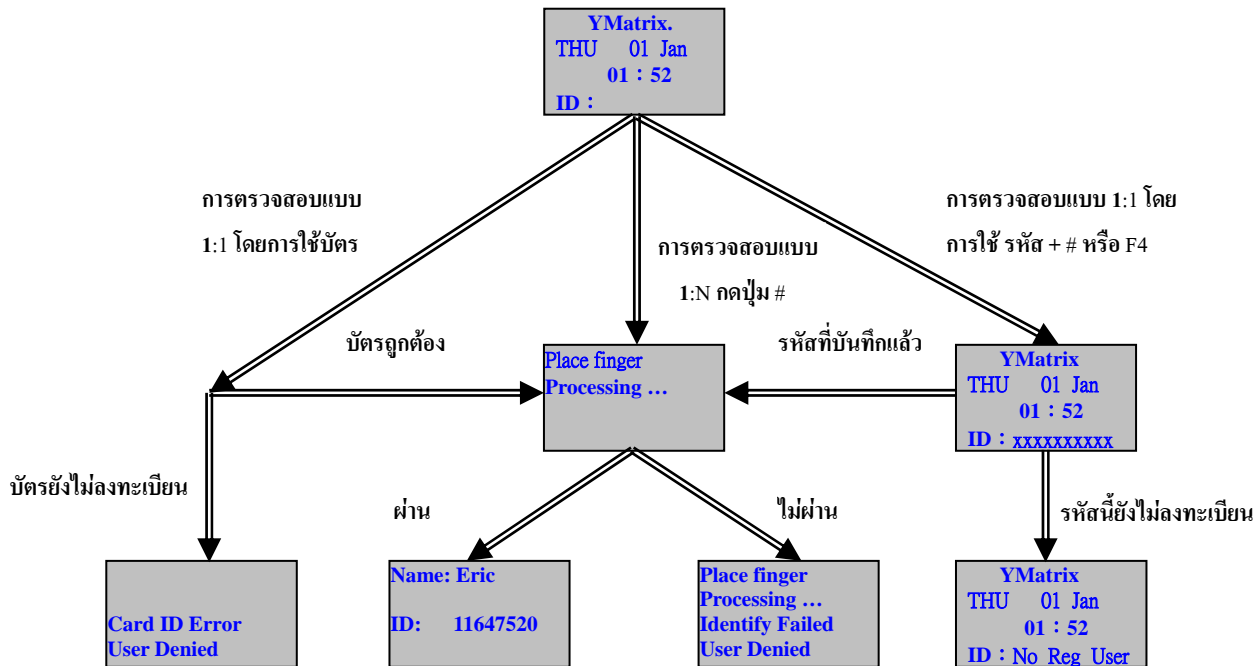 YMatrix.
THU 01 Jan
01 : 52
ID :
การตรวจสอบแบบ
1:1 โดยการใช้บัตร
การตรวจสอบแบบ
1:N กดปุ่ม #
การตรวจสอบแบบ 1:1 โดย
การใช้ รหัส + # หรือ F4
บัตรถูกต้อง
รหัสที่บันทึกแล้ว
Place finger
Processing ...
YMatrix
THU 01 Jan
01 : 52
ID : xxxxxxxxxx
บัตรยังไม่ลงทะเบียน
ผ่าน
ไม่ผ่าน
รหัสนี้ยังไม่ลงทะเบียน
Card ID Error
User Denied
Name: Eric
ID: 11647520
Place finger
Processing ...
Identify Failed
User Denied
YMatrix
THU 01 Jan
01 : 52
ID : No Reg User